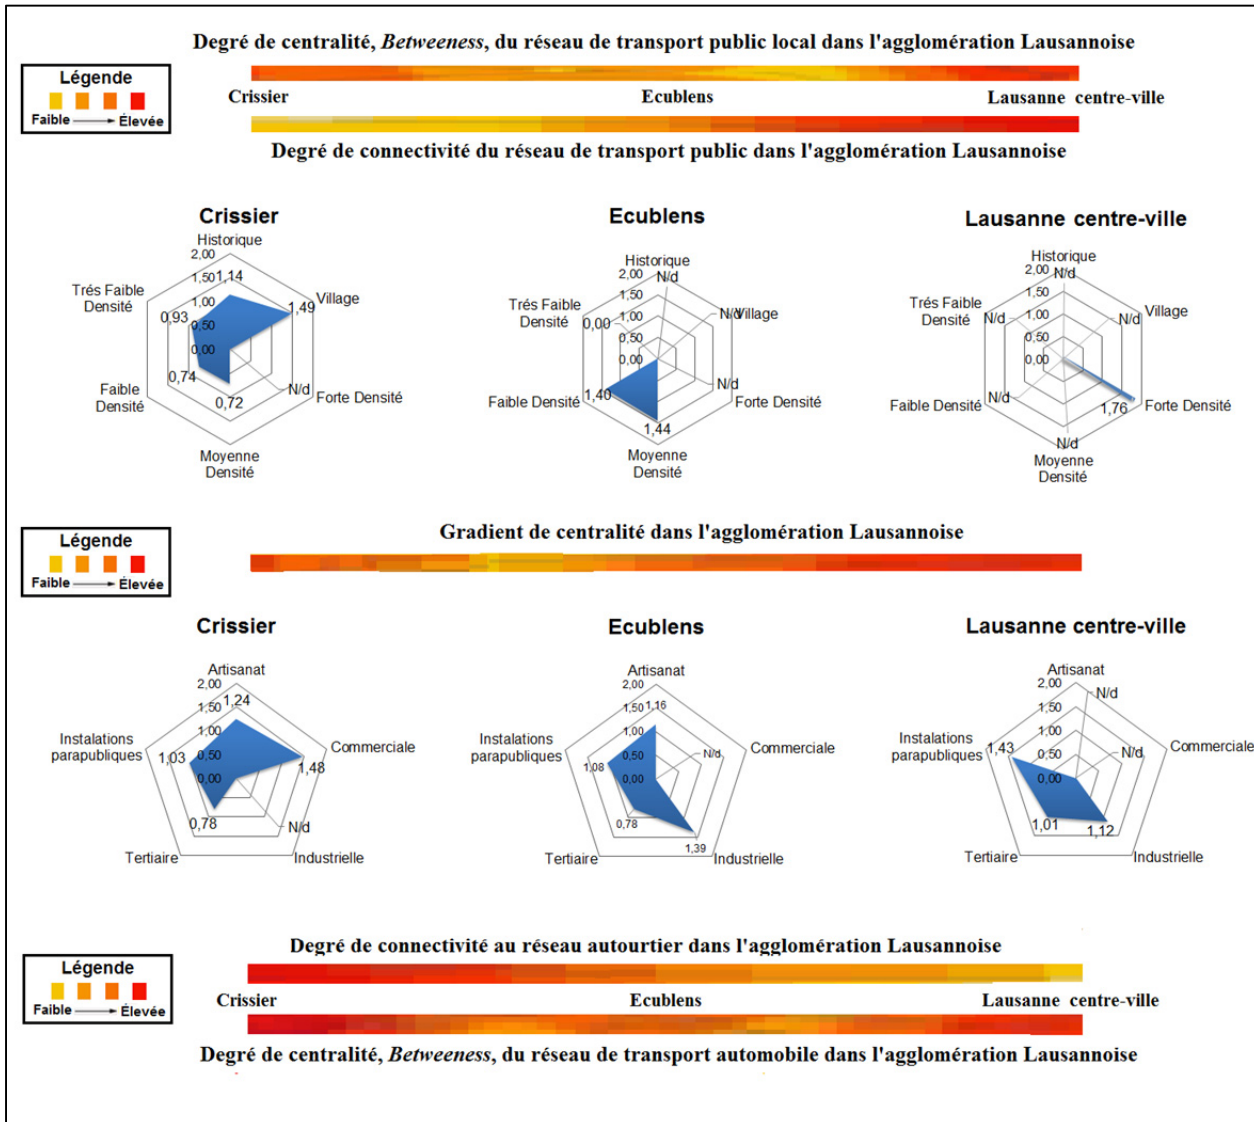 Degré de centralité, Betweeness, du réseau de transport public local dans l'agglomération Lausannoise
Légende
Faible Élevée
Crissier Ecublens Lausanne centre-ville
Degré de connectivité du réseau de transport public dans l'agglomération Lausannoise
Crissier
Historique
2,00
1,50
1,00
0,50
0,00
1,14
Village
1,49
N/d
Forte Densité
0,72
Moyenne
Densité
0,74
Faible
Densité
0,93
Trés Faible
Densité
Ecublens
Historique
2,00
1,50
1,00
0,50
0,00
N/d
Village
N/d
N/d
Forte Densité
1,44
Moyenne
Densité
1,40
Faible Densité
0,00
Trés Faible
Densité
Lausanne centre-ville
Historique
2,00
1,50
1,00
0,50
0,00
N/d
Village
N/d
1,76
Forte Densité
N/d
Moyenne
Densité
N/d
Faible Densité
N/d
Trés Faible
Densité
Légende
Faible Élevée
Gradient de centralité dans l'agglomération Lausannoise
Crissier
Artisanat
2,00
1,50
1,00
0,50
0,00
1,24
Commerciale
1,48
N/d
Industrielle
0,78
Tertiaire
1,03
Instalations
parapubliques
Ecublens
Artisanat
2,00
1,50
1,00
0,50
0,00
1,16
Commerciale
N/d
1,39
Industrielle
0,78
Tertiaire
1,08
Instalations
parapubliques
Lausanne centre-ville
Artisanat
2,00
1,50
1,00
0,50
0,00
N/d
Commerciale
N/d
1,12
Industrielle
1,01
Tertiaire
1,43
Instalations
parapubliques
Degré de connectivité au réseau autourtier dans l'agglomération Lausannoise
Légende
Faible Élevée
Crissier Ecublens Lausanne centre-ville
Degré de centralité, Betweeness, du réseau de transport automobile dans l'agglomération Lausannoise